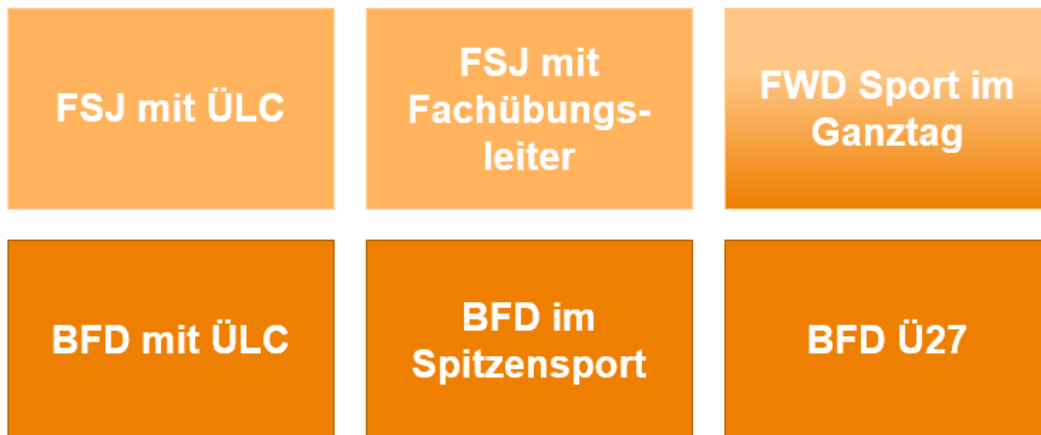 FSJ mit ÜLC
FSJ mit
Fachübungs-
leiter
FWD Sport im
Ganztag
BFD mit ÜLC
BFD im
Spitzensport
BFD Ü27